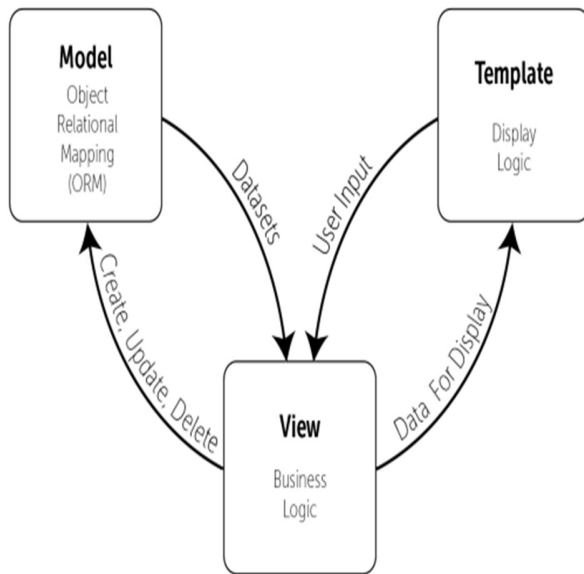 Model
Object
Relational
Mapping
(ORM)
Template
Display
Logic
Datasets
User Input
Create, Update, Delete
Data For Display
View
Business
Logic